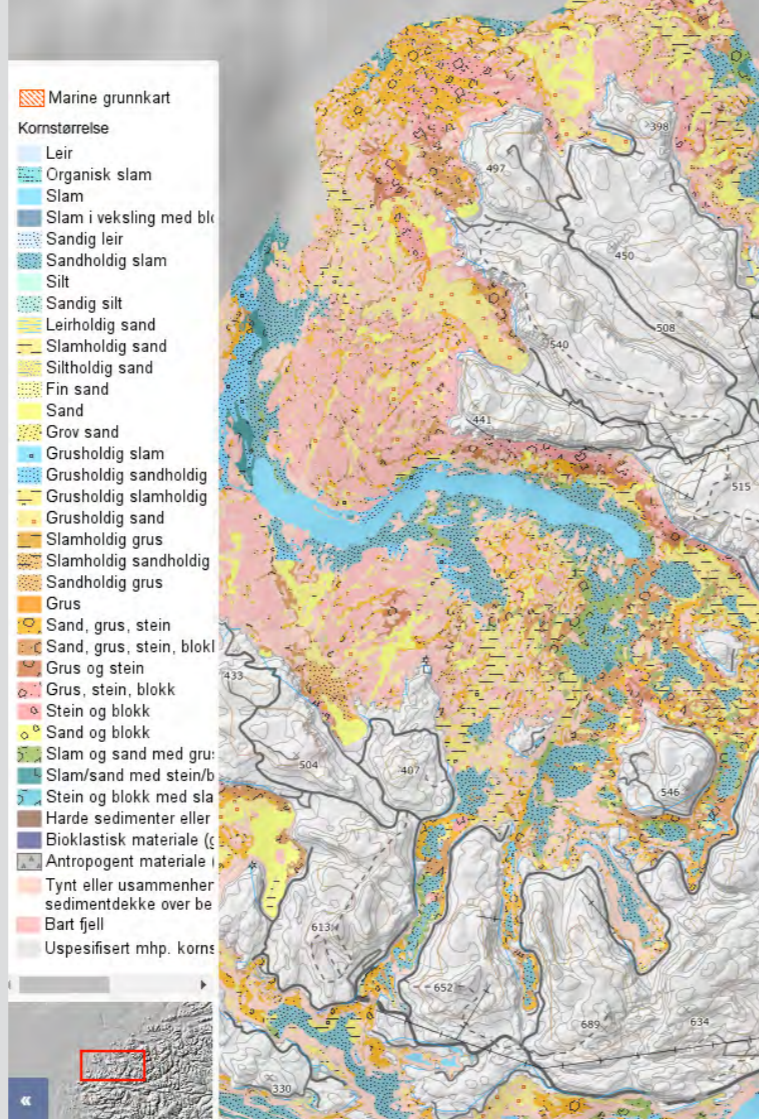 Marine grunnkart
Kornstørrelse
Leir
Organisk slam
Slam
Slam i veksling med blo
Sandig leir
Sandholdig slam
Silt
Sandig silt
Leirholdig sand
Slamholdig sand
Siltholdig sand
Fin sand
Sand
Grov sand
Grusholdig slam
Grusholdig sandholdig
Grusholdig slamholdig
Grusholdig sand
Slamholdig grus
Slamholdig sandholdig
Sandholdig grus
Grus
Sand, grus, stein
Sand, grus, stein, blokk
Grus og stein
Grus, stein, blokk
Stein og blokk
Sand og blokk
Slam og sand med grus
Slam/sand med stein/b
Stein og blokk med sla
Harde sedimenter eller
Bioklastisk materiale (g
Antropogent materiale (
Tynt eller usammenhen
sedimentdekke over be
Bart fjell
Uspesifisert mhp. korns
«
398
497
450
508
540
441
515
433
504
407
546
613
652
689
634
330